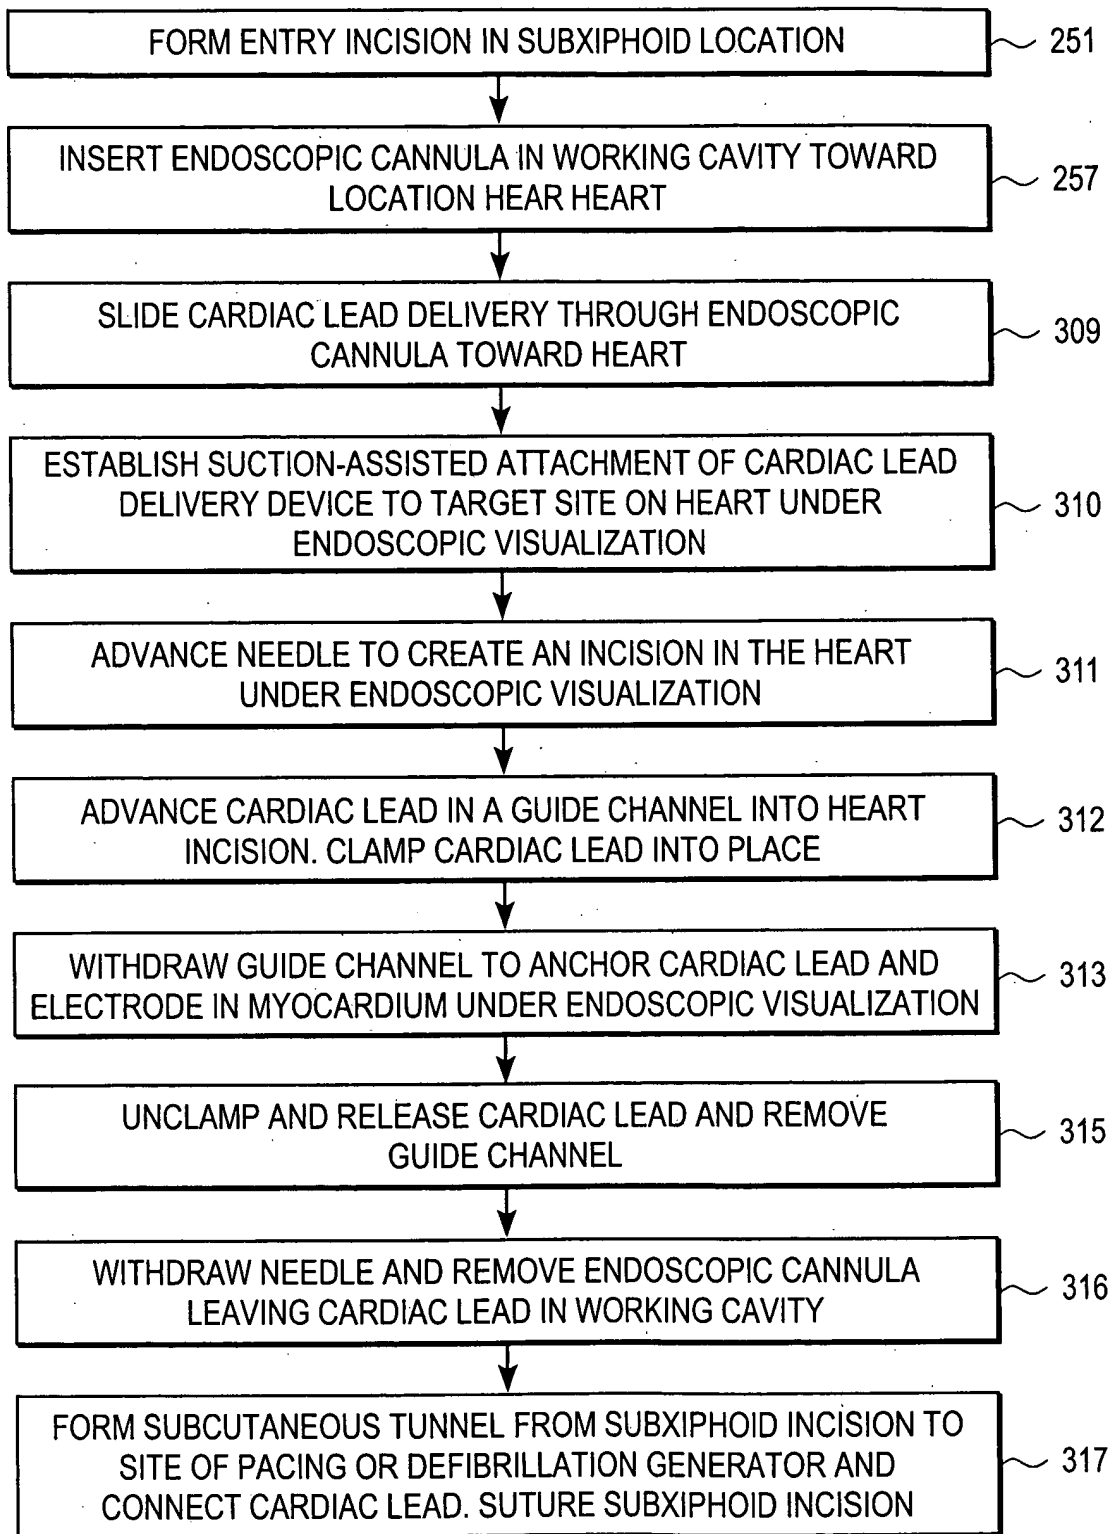 FORM ENTRY INCISION IN SUBXIPHOID LOCATION
251
INSERT ENDOSCOPIC CANNULA IN WORKING CAVITY TOWARD
LOCATION HEAR HEART
257
SLIDE CARDIAC LEAD DELIVERY THROUGH ENDOSCOPIC
CANNULA TOWARD HEART
309
ESTABLISH SUCTION-ASSISTED ATTACHMENT OF CARDIAC LEAD
DELIVERY DEVICE TO TARGET SITE ON HEART UNDER
ENDOSCOPIC VISUALIZATION
310
ADVANCE NEEDLE TO CREATE AN INCISION IN THE HEART
UNDER ENDOSCOPIC VISUALIZATION
311
ADVANCE CARDIAC LEAD IN A GUIDE CHANNEL INTO HEART
INCISION. CLAMP CARDIAC LEAD INTO PLACE
312
WITHDRAW GUIDE CHANNEL TO ANCHOR CARDIAC LEAD AND
ELECTRODE IN MYOCARDIUM UNDER ENDOSCOPIC VISUALIZATION
313
UNCLAMP AND RELEASE CARDIAC LEAD AND REMOVE
GUIDE CHANNEL
315
WITHDRAW NEEDLE AND REMOVE ENDOSCOPIC CANNULA
LEAVING CARDIAC LEAD IN WORKING CAVITY
316
FORM SUBCUTANEOUS TUNNEL FROM SUBXIPHOID INCISION TO
SITE OF PACING OR DEFIBRILLATION GENERATOR AND
CONNECT CARDIAC LEAD. SUTURE SUBXIPHOID INCISION
317